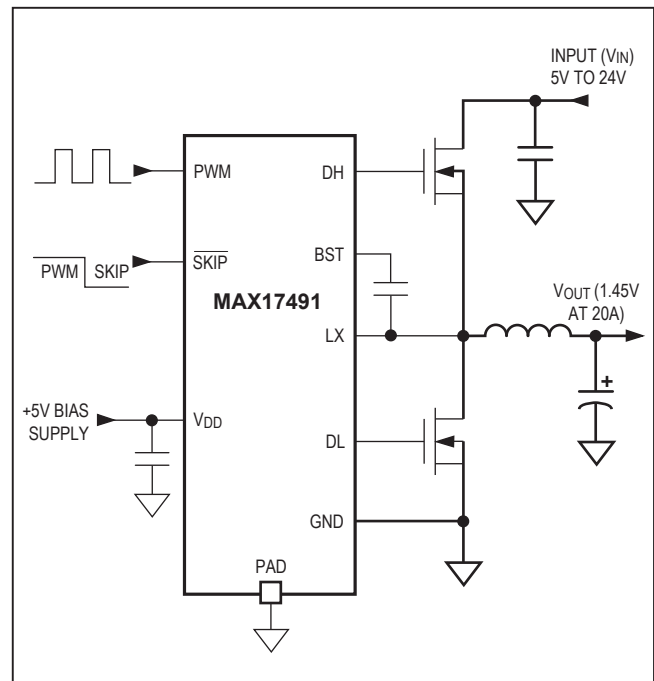 INPUT (VIN)
5V TO 24V
PWM
DH
SKIP
BST
PWM SKIP
MAX17491
VOUT (1.45V
AT 20A)
LX
+
+5V BIAS
SUPPLY
VDD
DL
GND
PAD